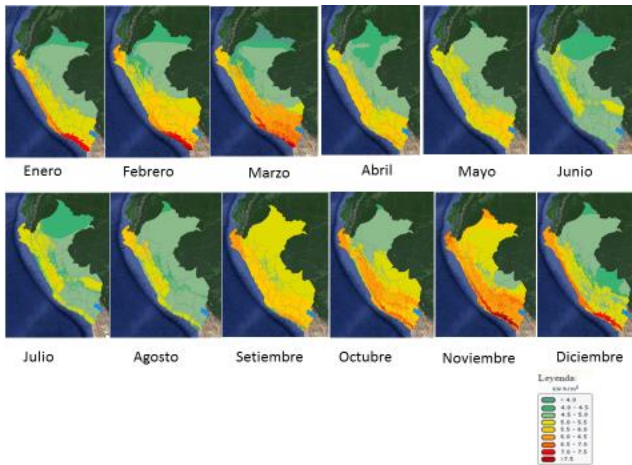 Enero
Febrero
Marzo
Abril
Mayo
Junio
Julio
Agosto
Setiembre
Octubre
Noviembre
Diciembre
Leyenda:
< 4.0
4.0 - 4.5
4.5 - 5.0
5.0 - 5.5
5.5 - 6.0
6.0 - 6.5
6.5 - 7.0
7.0 - 7.5
>7.5